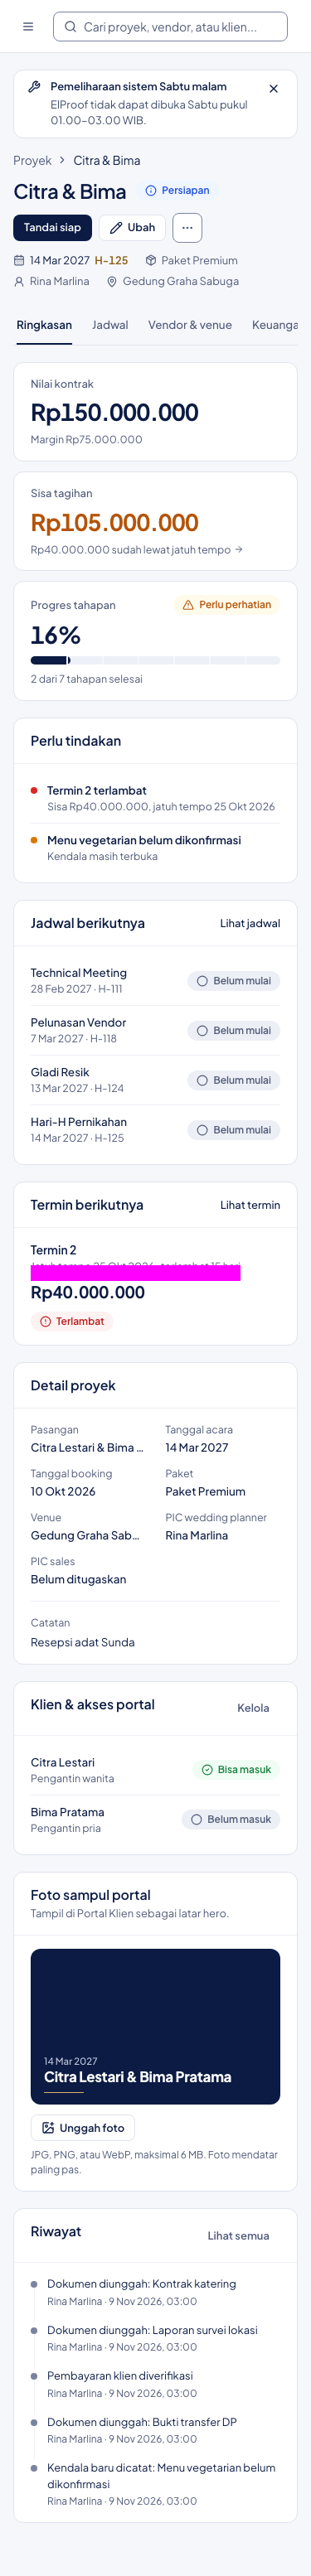 Cari proyek, vendor, atau klien...
Pemeliharaan sistem Sabtu malam
ElProof tidak dapat dibuka Sabtu pukul
01.00–03.00 WIB.
Proyek > Citra & Bima
Citra & Bima Persiapan
Tandai siap Ubah
14 Mar 2027 H-125 Paket Premium
Rina Marlina Gedung Graha Sabuga
Ringkasan Jadwal Vendor & venue Keuanga
Nilai kontrak
Rp150.000.000
Margin Rp75.000.000
Sisa tagihan
Rp105.000.000
Rp40.000.000 sudah lewat jatuh tempo →
Progres tahapan Perlu perhatian
16%
2 dari 7 tahapan selesai
Perlu tindakan
Termin 2 terlambat
Sisa Rp40.000.000, jatuh tempo 25 Okt 2026
Menu vegetarian belum dikonfirmasi
Kendala masih terbuka
Jadwal berikutnya Lihat jadwal
Technical Meeting Belum mulai
28 Feb 2027 · H-111
Pelunasan Vendor Belum mulai
7 Mar 2027 · H-118
Gladi Resik Belum mulai
13 Mar 2027 · H-124
Hari-H Pernikahan Belum mulai
14 Mar 2027 · H-125
Termin berikutnya Lihat termin
Termin 2
Rp40.000.000
Terlambat
Detail proyek
Pasangan Tanggal acara
Citra Lestari & Bima ... 14 Mar 2027
Tanggal booking Paket
10 Okt 2026 Paket Premium
Venue PIC wedding planner
Gedung Graha Sab... Rina Marlina
PIC sales
Belum ditugaskan
Catatan
Resepsi adat Sunda
Klien & akses portal Kelola
Citra Lestari Bisa masuk
Pengantin wanita
Bima Pratama Belum masuk
Pengantin pria
Foto sampul portal
Tampil di Portal Klien sebagai latar hero.
14 Mar 2027
Citra Lestari & Bima Pratama
Unggah foto
JPG, PNG, atau WebP, maksimal 6 MB. Foto mendatar
paling pas.
Riwayat Lihat semua
Dokumen diunggah: Kontrak katering
Rina Marlina · 9 Nov 2026, 03:00
Dokumen diunggah: Laporan survei lokasi
Rina Marlina · 9 Nov 2026, 03:00
Pembayaran klien diverifikasi
Rina Marlina · 9 Nov 2026, 03:00
Dokumen diunggah: Bukti transfer DP
Rina Marlina · 9 Nov 2026, 03:00
Kendala baru dicatat: Menu vegetarian belum
dikonfirmasi
Rina Marlina · 9 Nov 2026, 03:00